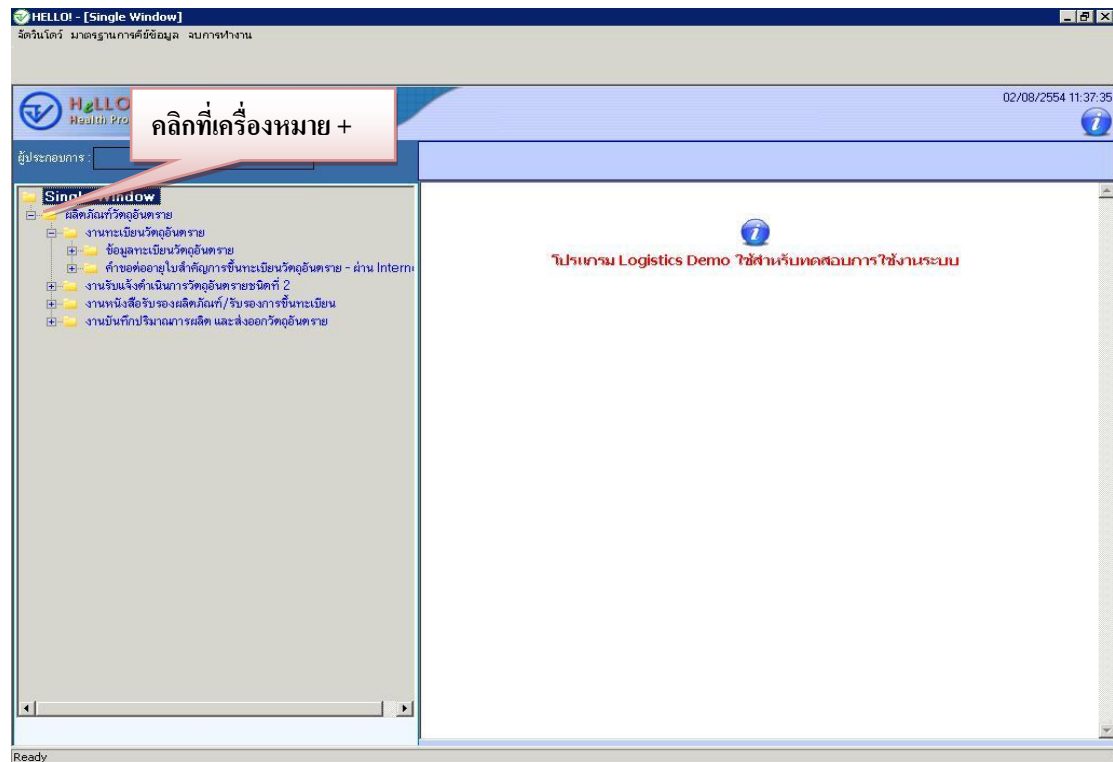 HELLO! - [Single Window]
จัดวินโดว์ มาตรฐานการคีย์ข้อมูล จบการทำงาน
02/08/2554 11:37:35
HeLLO
Health Pro
คลิกที่เครื่องหมาย +
ผู้ประกอบการ :
Single Window
ผลิตภัณฑ์วัตถุอันตราย
งานทะเบียนวัตถุอันตราย
ข้อมูลทะเบียนวัตถุอันตราย
คำขอต่ออายุใบสำคัญการขึ้นทะเบียนวัตถุอันตราย - ผ่าน Intern
งานรับแจ้งดำเนินการวัตถุอันตรายชนิดที่ 2
งานหนังสือรับรองผลิตภัณฑ์/รับรองการขึ้นทะเบียน
งานบันทึกปริมาณการผลิต และส่งออกวัตถุอันตราย
โปรแกรม Logistics Demo ใช้สำหรับทดสอบการใช้งานระบบ
Ready